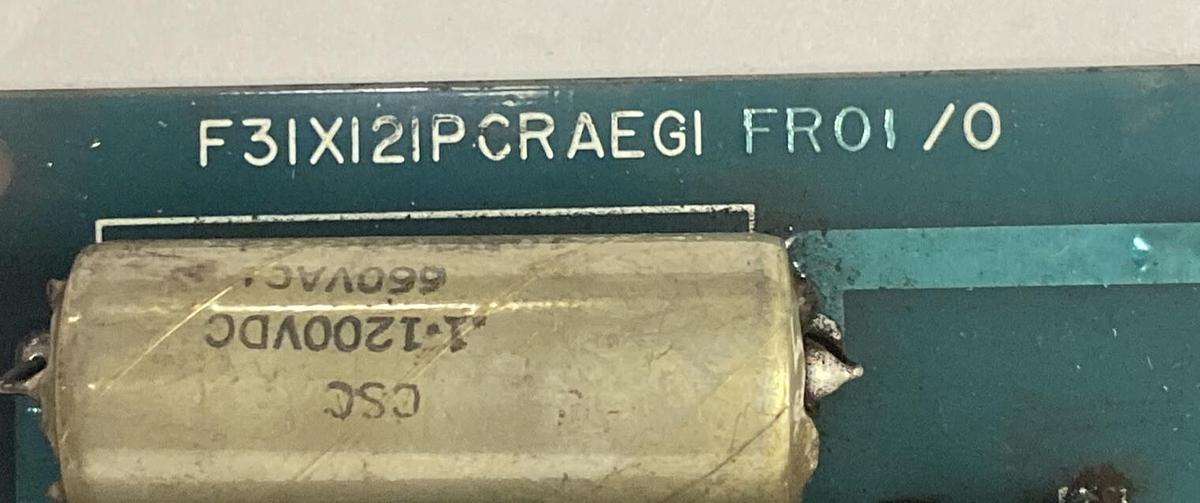 F31X121PCRAEG1 FR01 /0
CSC
.1-1200VDC
660VAC